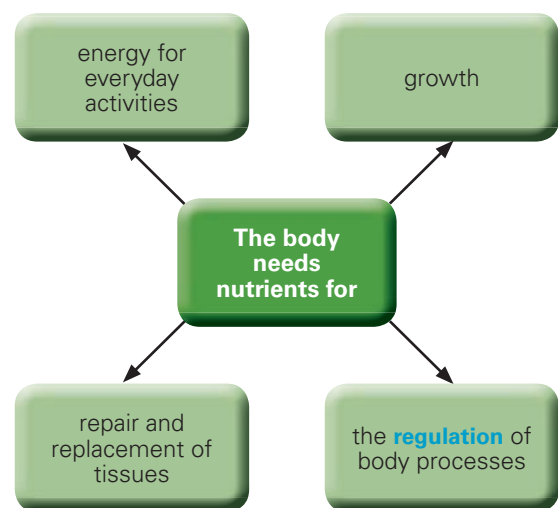 energy for
everyday
activities
growth
The body
needs
nutrients for
repair and
replacement of
tissues
the regulation of
body processes